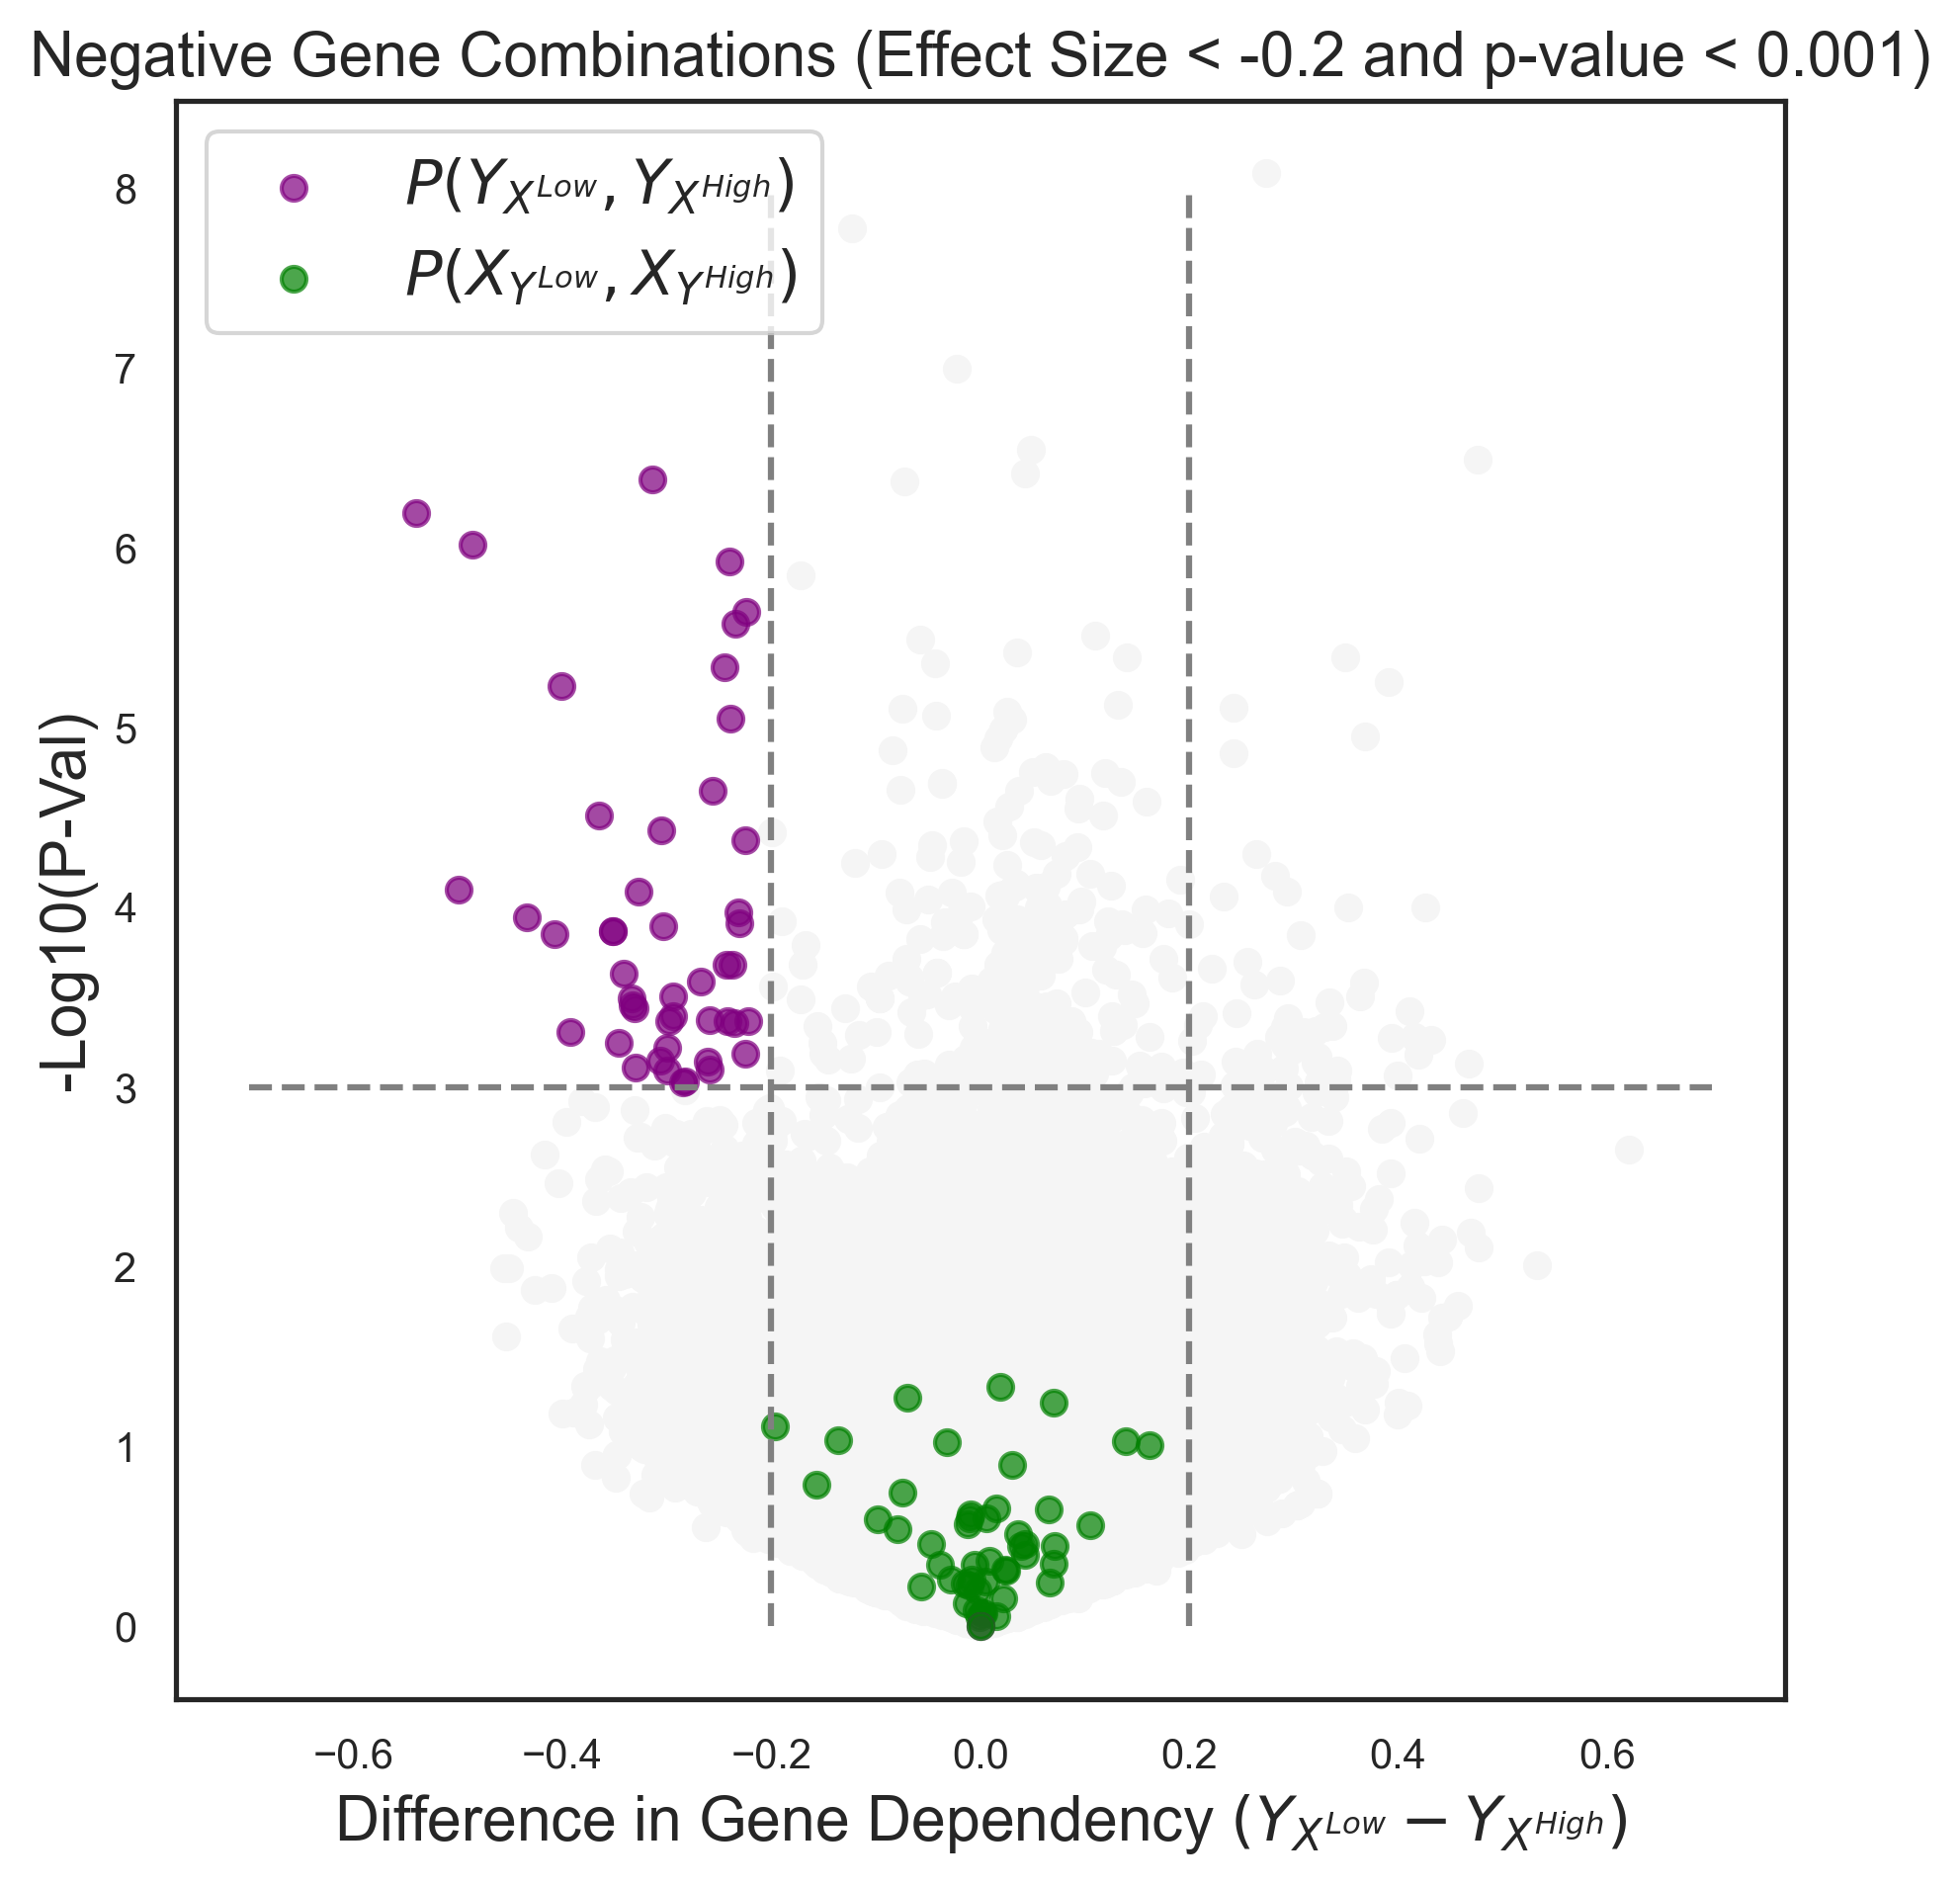 Negative Gene Combinations (Effect Size < -0.2 and p-value < 0.001)
P(Y_{X^{Low}}, Y_{X^{High}})
P(X_{Y^{Low}}, X_{Y^{High}})
8
7
6
5
4
3
2
1
0
-Log10(P-Val)
−0.6 −0.4 −0.2 0.0 0.2 0.4 0.6
Difference in Gene Dependency (Y_{X^{Low}} − Y_{X^{High}})